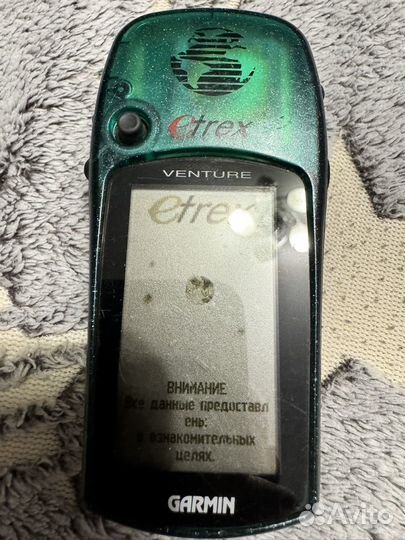 etrex
VENTURE
etrex
ВНИМАНИЕ
Все данные предоставл
ены:
в ознакомительных
целях.
GARMIN
Avito